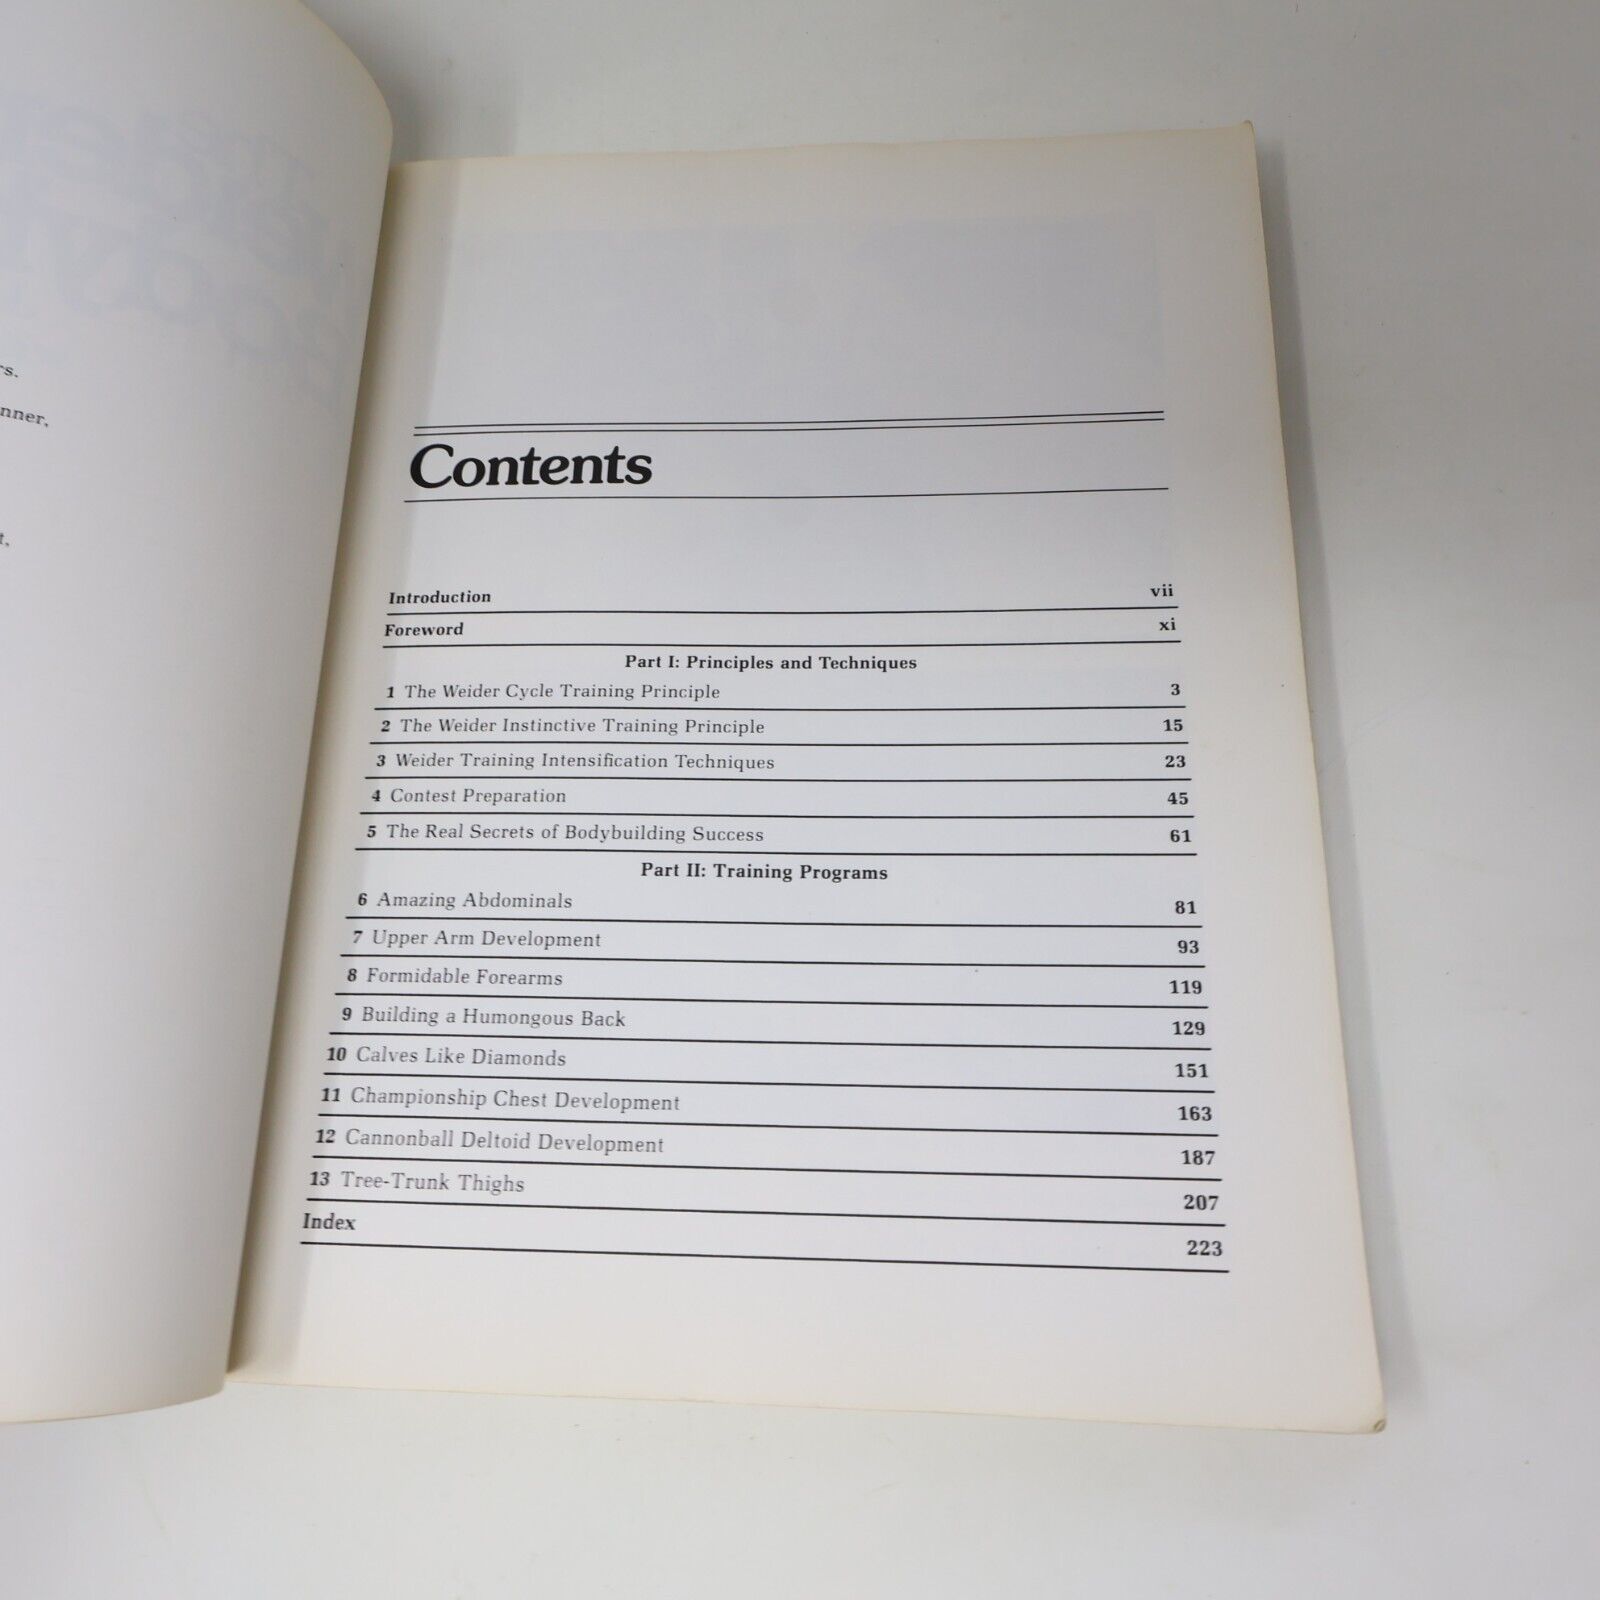 rs.
nner,
t,
Contents
Introduction vii
Foreword xi
Part I: Principles and Techniques
1 The Weider Cycle Training Principle 3
2 The Weider Instinctive Training Principle 15
3 Weider Training Intensification Techniques 23
4 Contest Preparation 45
5 The Real Secrets of Bodybuilding Success 61
Part II: Training Programs
6 Amazing Abdominals 81
7 Upper Arm Development 93
8 Formidable Forearms 119
9 Building a Humongous Back 129
10 Calves Like Diamonds 151
11 Championship Chest Development 163
12 Cannonball Deltoid Development 187
13 Tree-Trunk Thighs 207
Index 223